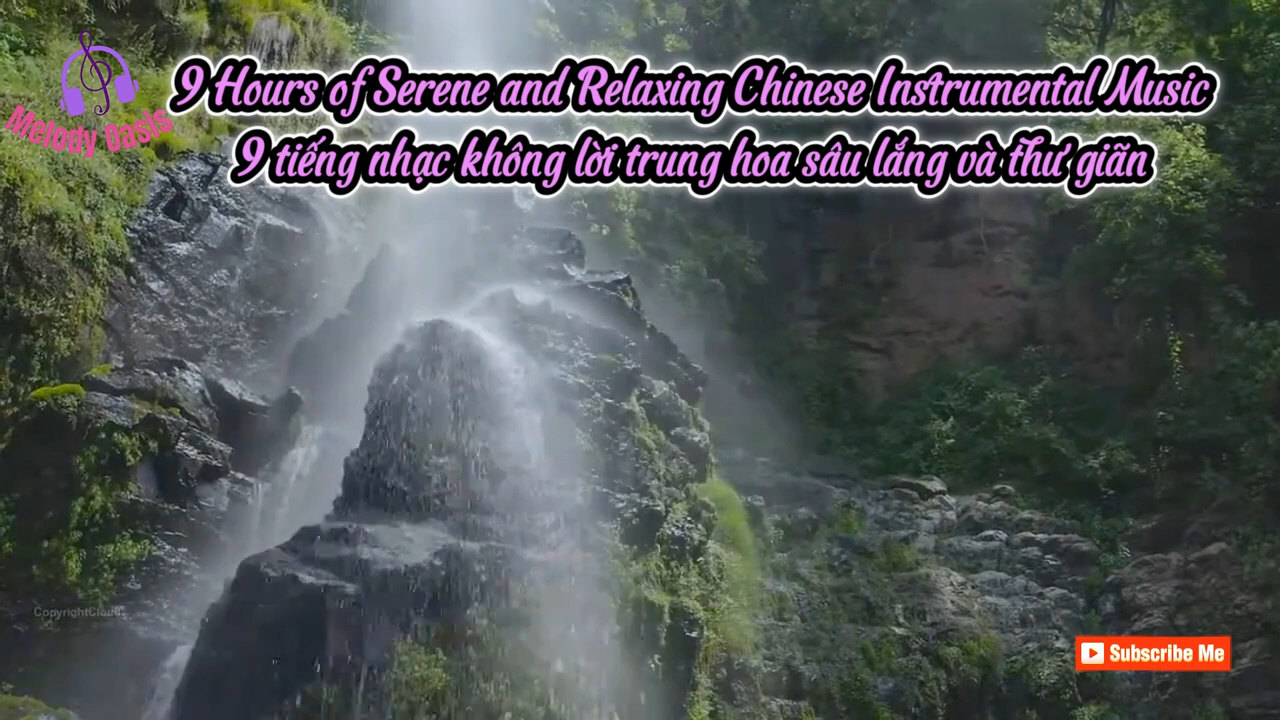 9 Hours of Serene and Relaxing Chinese Instrumental Music
9 tiếng nhạc không lời trung hoa sâu lắng và thư giãn
Melody Oasis
CopyrightCloud
Subscribe Me